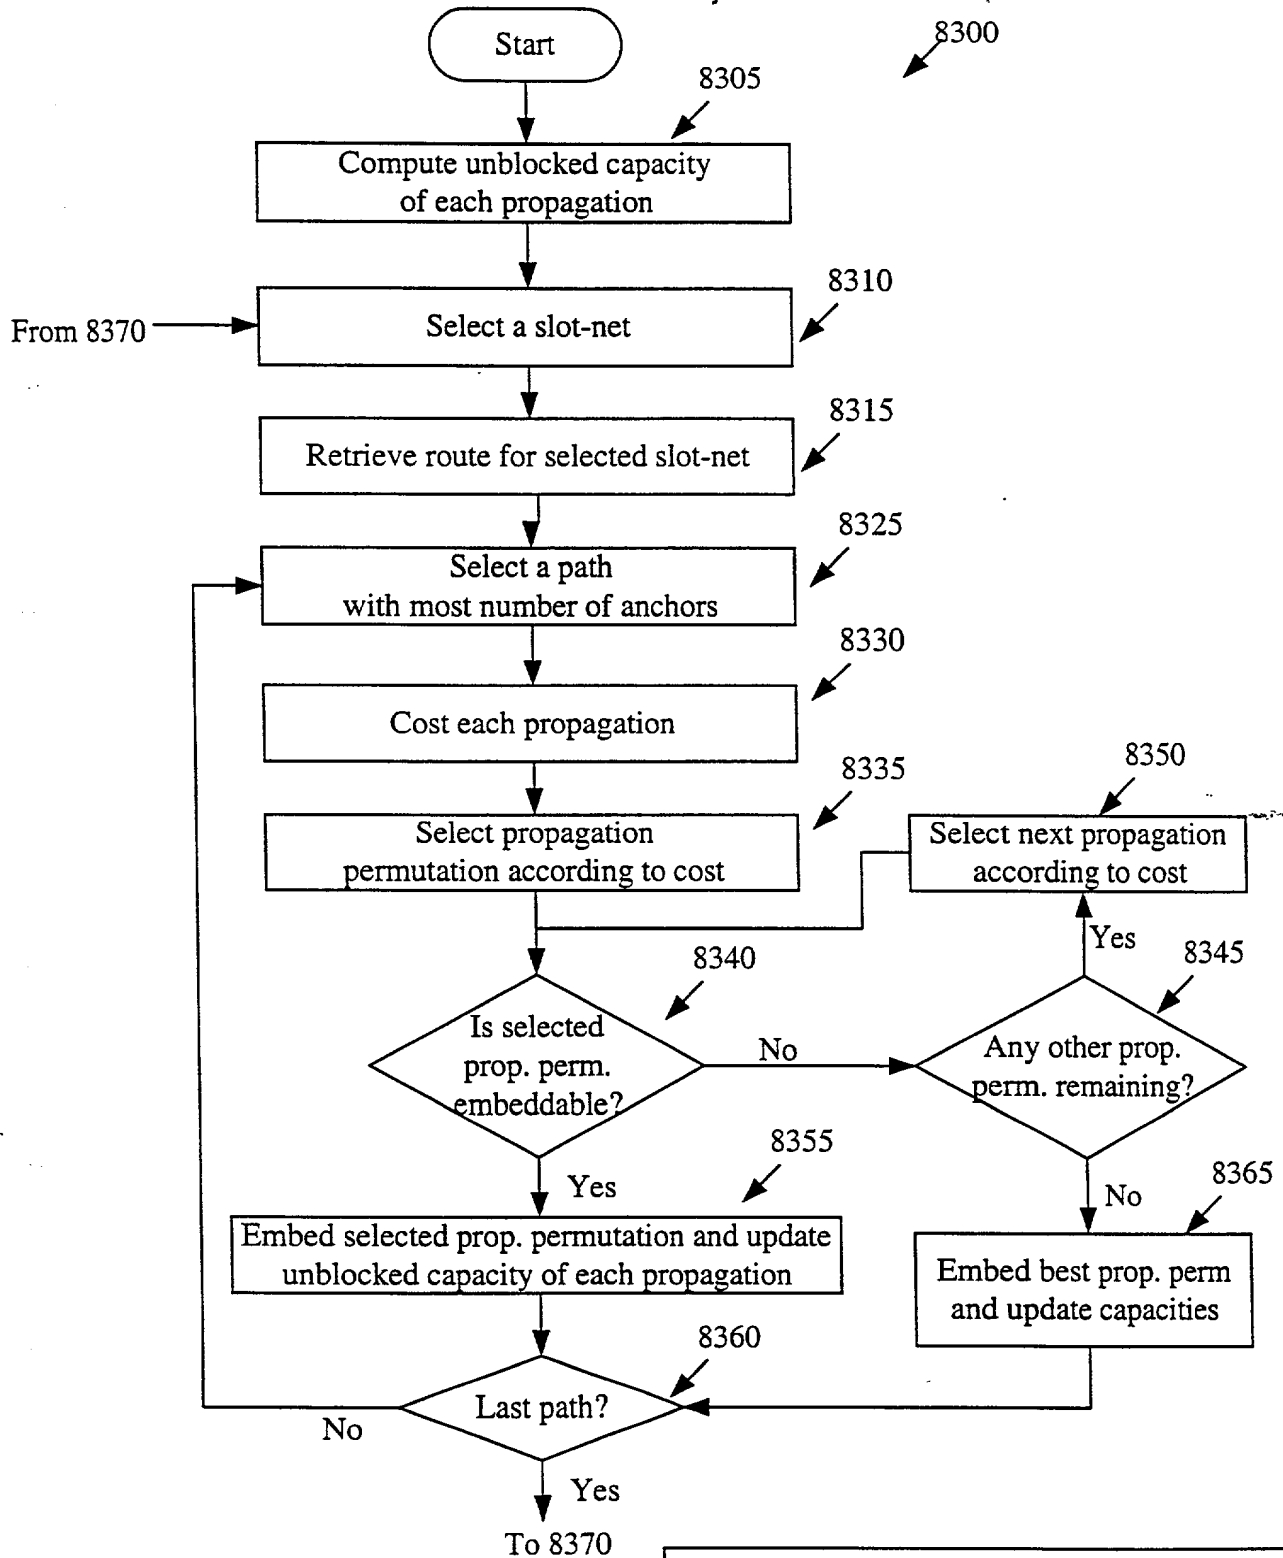 Start
8300
8305
Compute unblocked capacity
of each propagation
8310
From 8370
Select a slot-net
8315
Retrieve route for selected slot-net
8325
Select a path
with most number of anchors
8330
Cost each propagation
8335
Select propagation
permutation according to cost
8350
Select next propagation
according to cost
Yes
8340
8345
Is selected
prop. perm.
embeddable?
No
Any other prop.
perm. remaining?
8355
Yes
8365
No
Embed selected prop. permutation and update
unblocked capacity of each propagation
Embed best prop. perm
and update capacities
8360
Last path?
No
Yes
To 8370